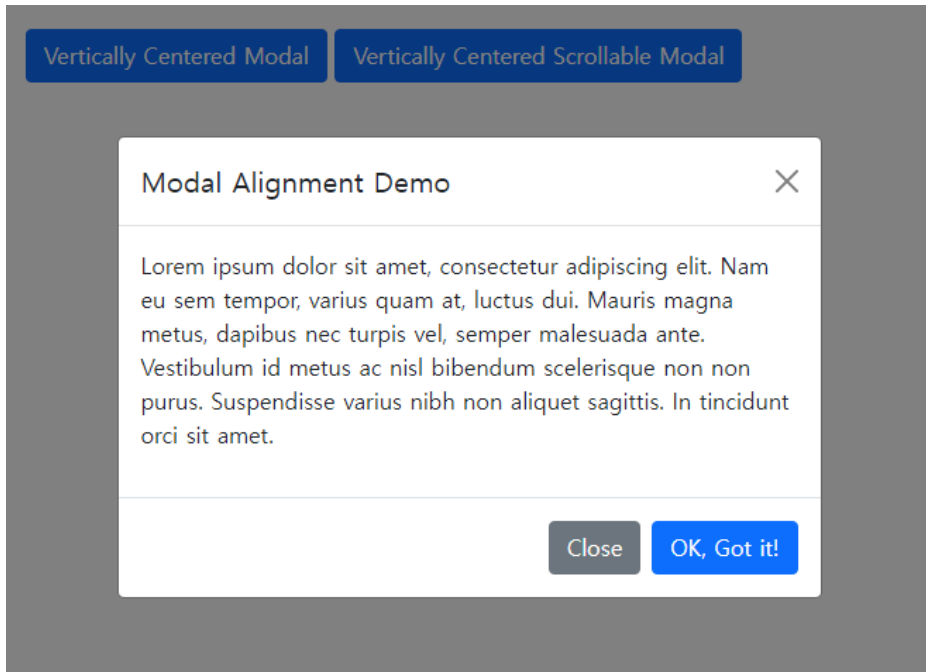 Vertically Centered Modal
Vertically Centered Scrollable Modal
Modal Alignment Demo
Lorem ipsum dolor sit amet, consectetur adipiscing elit. Nam
eu sem tempor, varius quam at, luctus dui. Mauris magna
metus, dapibus nec turpis vel, semper malesuada ante.
Vestibulum id metus ac nisl bibendum scelerisque non non
purus. Suspendisse varius nibh non aliquet sagittis. In tincidunt
orci sit amet.
Close
OK, Got it!